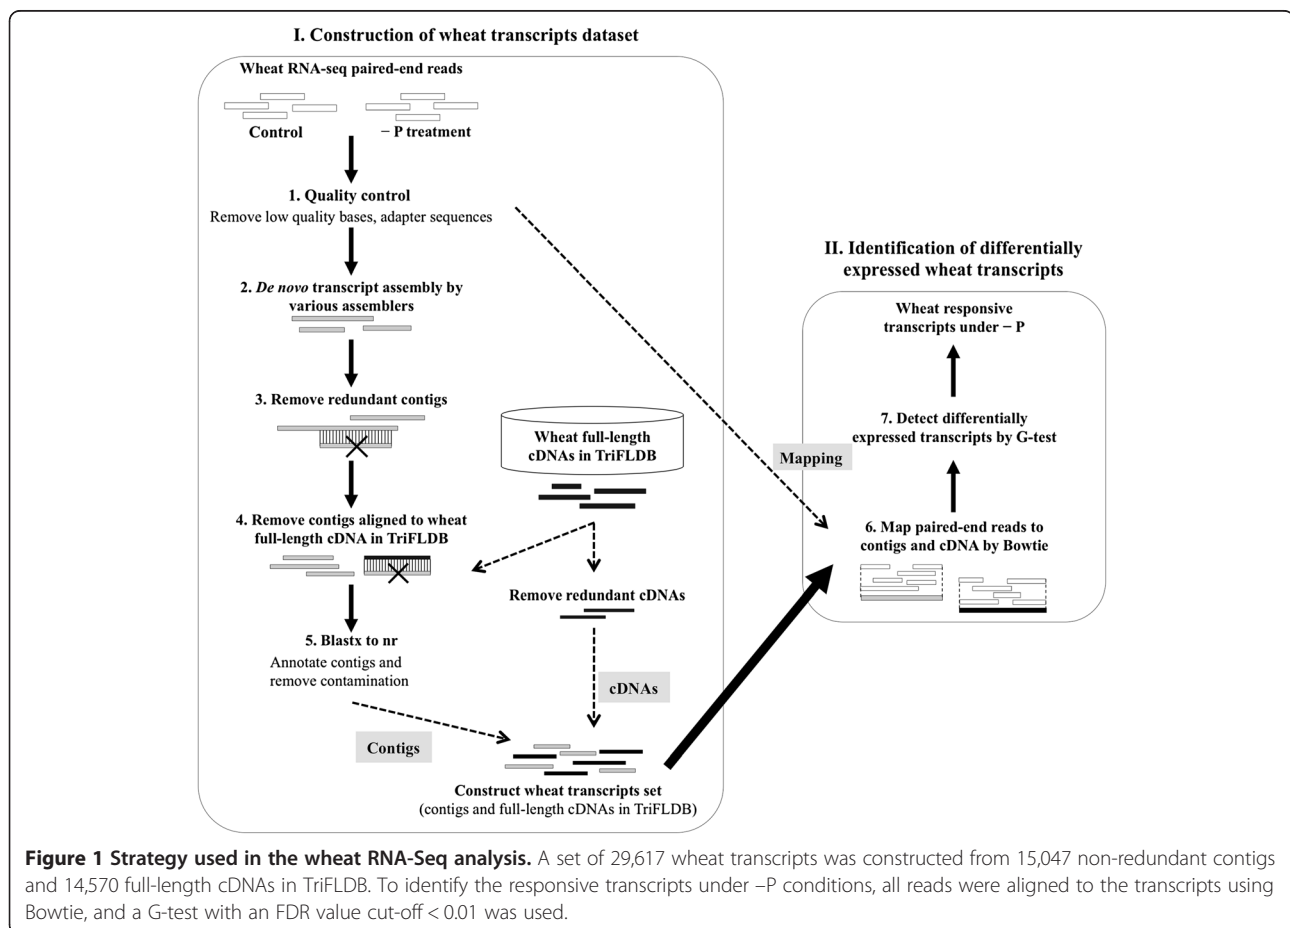 I. Construction of wheat transcripts dataset
Wheat RNA-seq paired-end reads
Control
– P treatment
1. Quality control
Remove low quality bases, adapter sequences
2. De novo transcript assembly by
various assemblers
3. Remove redundant contigs
Wheat full-length
cDNAs in TriFLDB
4. Remove contigs aligned to wheat
full-length cDNA in TriFLDB
Remove redundant cDNAs
5. Blastx to nr
Annotate contigs and
remove contamination
cDNAs
Contigs
Construct wheat transcripts set
(contigs and full-length cDNAs in TriFLDB)
Mapping
II. Identification of differentially
expressed wheat transcripts
Wheat responsive
transcripts under – P
7. Detect differentially
expressed transcripts by G-test
6. Map paired-end reads to
contigs and cDNA by Bowtie
Figure 1 Strategy used in the wheat RNA-Seq analysis. A set of 29,617 wheat transcripts was constructed from 15,047 non-redundant contigs
and 14,570 full-length cDNAs in TriFLDB. To identify the responsive transcripts under –P conditions, all reads were aligned to the transcripts using
Bowtie, and a G-test with an FDR value cut-off < 0.01 was used.